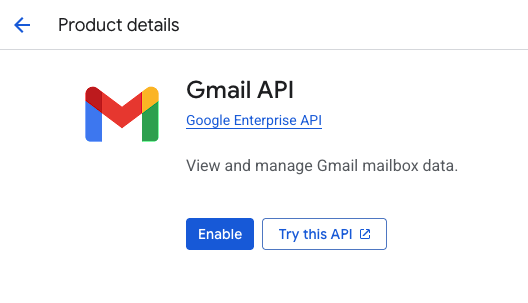 Product details
Gmail API
Google Enterprise API
View and manage Gmail mailbox data.
Enable
Try this API